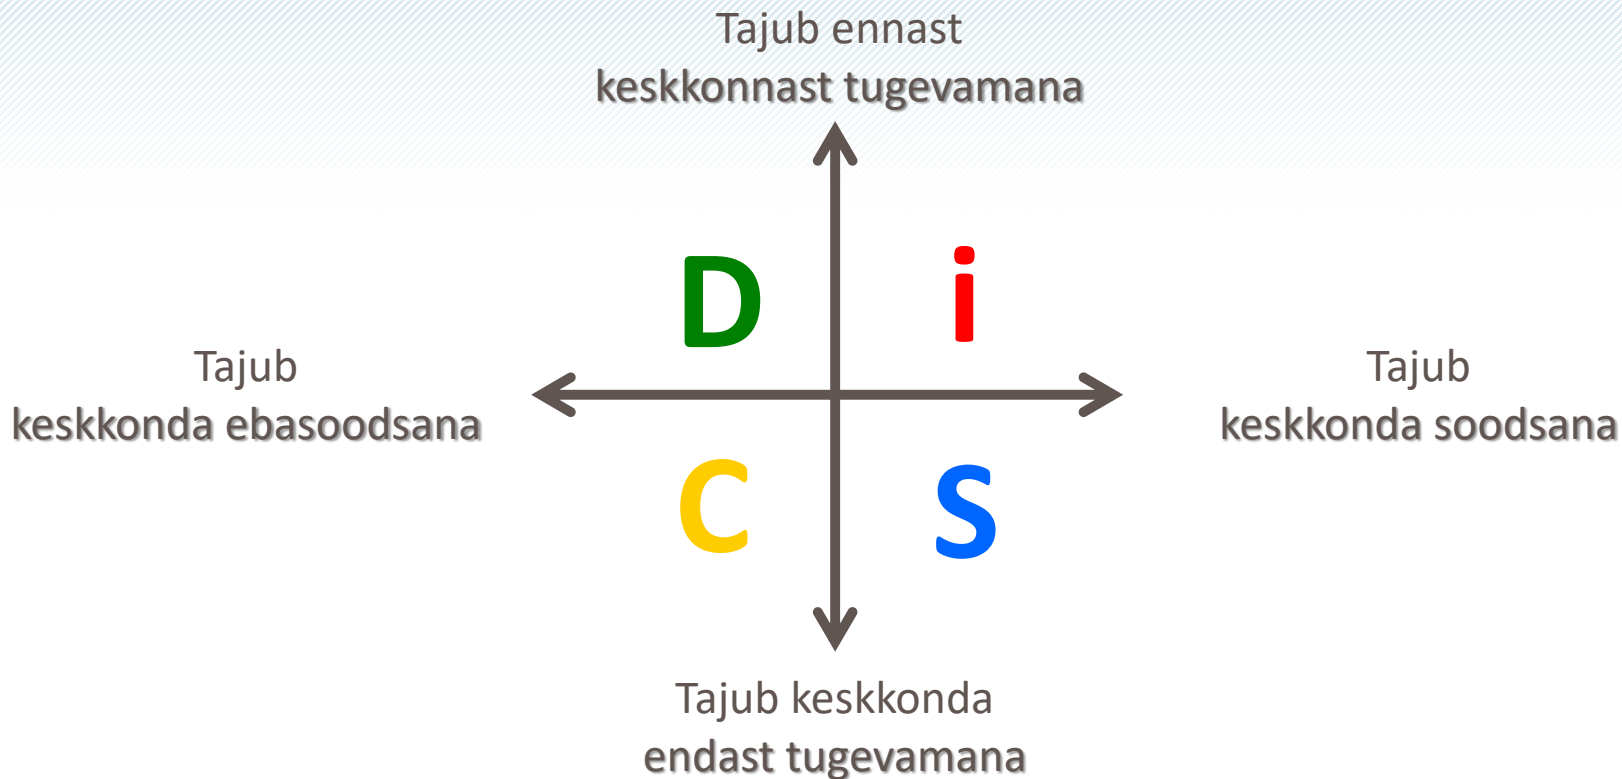 Tajub ennast
keskkonnast tugevamana
D
i
Tajub
keskkonda ebasoodsana
Tajub
keskkonda soodsana
C
S
Tajub keskkonda
endast tugevamana